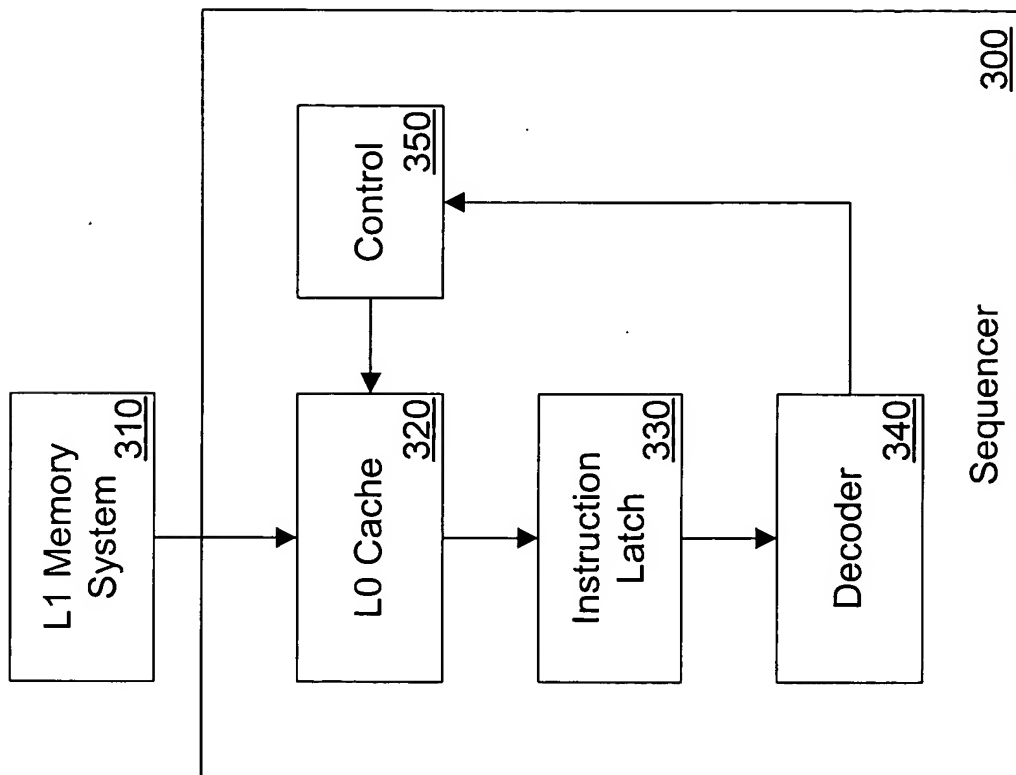 L1 Memory
System
310
L0 Cache
320
Control
350
Instruction
Latch
330
Decoder
340
Sequencer
300